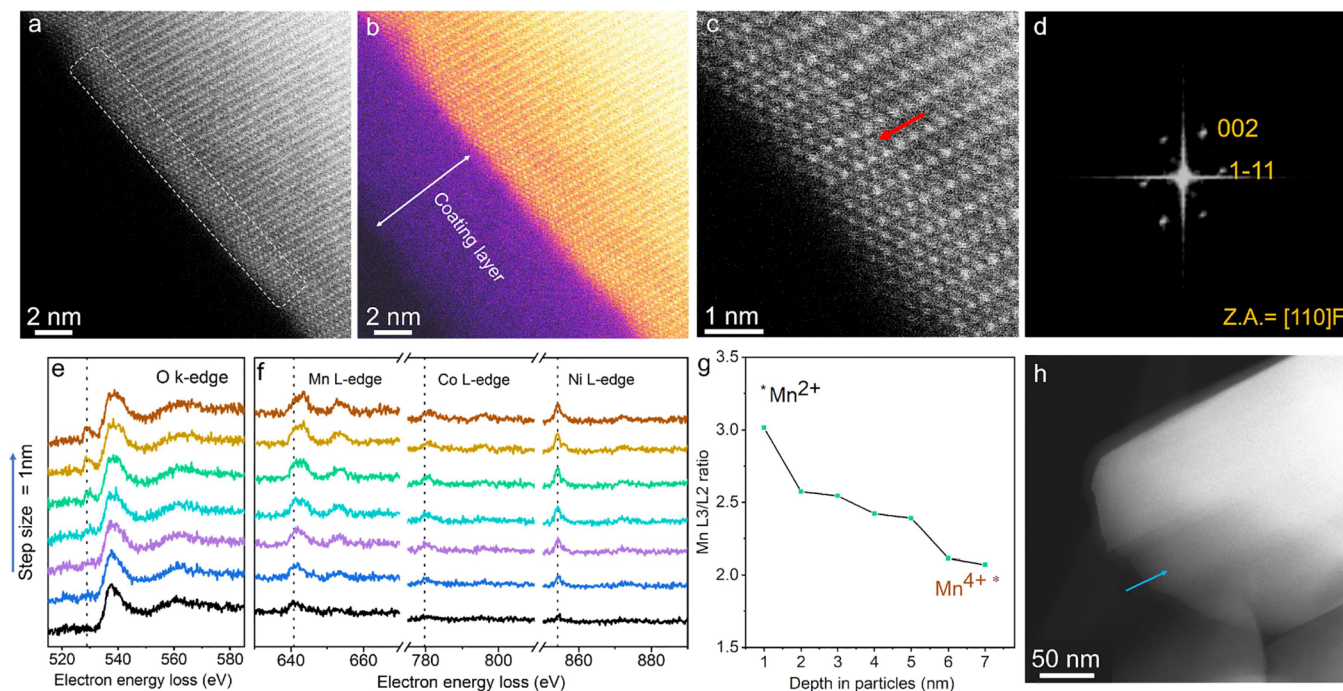 a
2 nm
b
Coating layer
2 nm
c
1 nm
d
002
1-11
Z.A.= [110]F
e
O k-edge
Step size = 1nm
520
540
560
580
Electron energy loss (eV)
f
Mn L-edge
Co L-edge
Ni L-edge
640
660
780
800
860
880
Electron energy loss (eV)
g
3.5
3.0
2.5
2.0
1.5
Mn L3/L2 ratio
* Mn2+
Mn4+ *
1
2
3
4
5
6
7
Depth in particles (nm)
h
50 nm